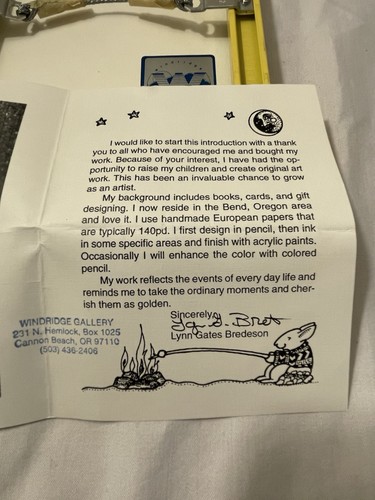 I would like to start this introduction with a thank
you to all who have encouraged me and bought my
work. Because of your interest, I have had the op-
portunity to raise my children and create original art
work. This has been an invaluable chance to grow
as an artist.
My background includes books, cards, and gift
designing. I now reside in the Bend, Oregon area
and love it. I use handmade European papers that
are typically 140pd. I first design in pencil, then ink
in some specific areas and finish with acrylic paints.
Occasionally I will enhance the color with colored
pencil.
My work reflects the events of every day life and
reminds me to take the ordinary moments and cher-
ish them as golden.
Sincerely,
Lynn Gates Bredeson
WINDRIDGE GALLERY
231 N. Hemlock, Box 1025
Cannon Beach, OR 97110
(503) 436-2406